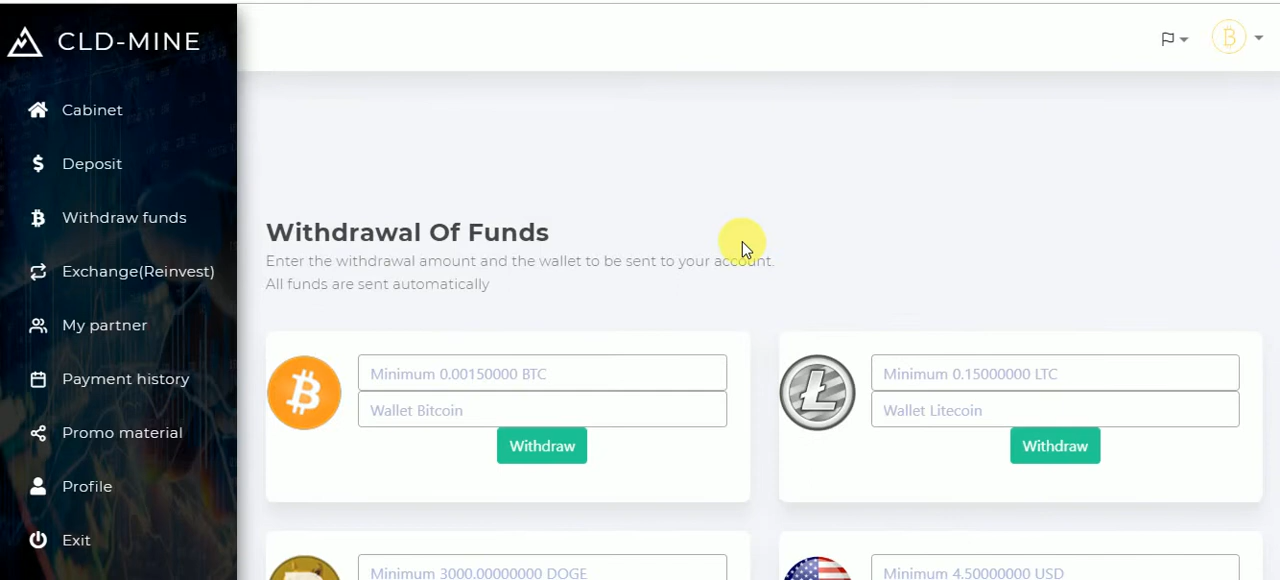 CLD-MINE
Cabinet
Deposit
Withdraw funds
Exchange(Reinvest)
My partner
Payment history
Promo material
Profile
Exit
Withdrawal Of Funds
Enter the withdrawal amount and the wallet to be sent to your account.
All funds are sent automatically
Minimum 0.00150000 BTC
Wallet Bitcoin
Withdraw
Minimum 0.15000000 LTC
Wallet Litecoin
Withdraw
Minimum 3000.00000000 DOGE
Minimum 4.50000000 USD